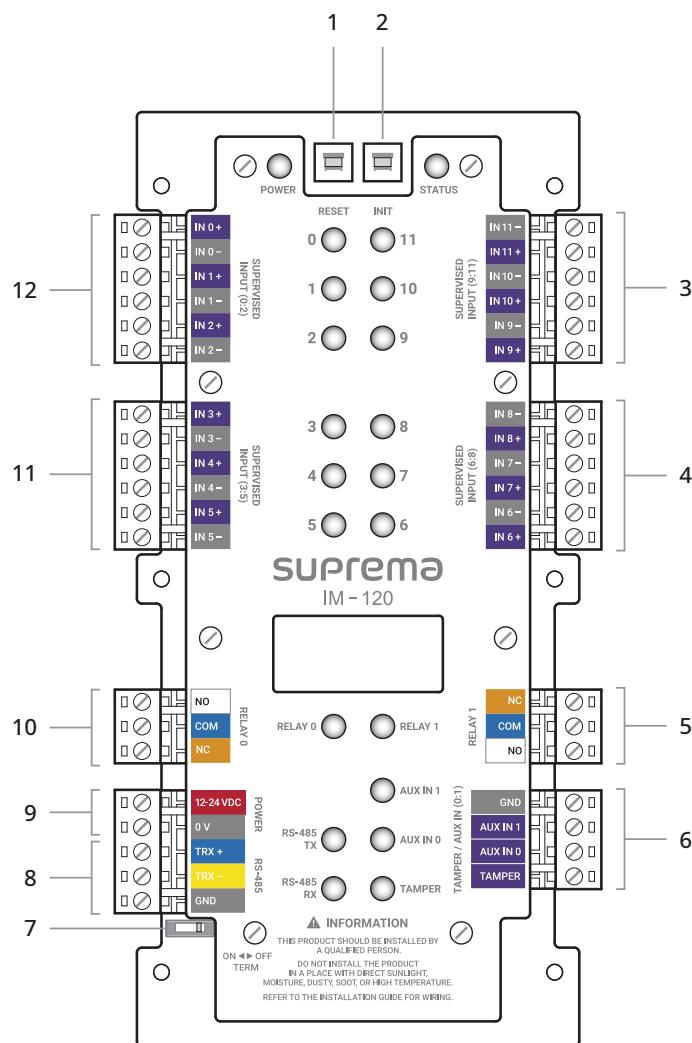 1 2
POWER
STATUS
RESET INIT
0 11
1 10
2 9
3 8
4 7
5 6
12
IN 0 +
IN 0 –
IN 1 +
IN 1 –
IN 2 +
IN 2 –
SUPERVISED
INPUT (0:2)
SUPERVISED
INPUT (9:11)
IN 11 –
IN 11 +
IN 10 –
IN 10 +
IN 9 –
IN 9 +
3
11
IN 3 +
IN 3 –
IN 4 +
IN 4 –
IN 5 +
IN 5 –
SUPERVISED
INPUT (3:5)
SUPERVISED
INPUT (6:8)
IN 8 –
IN 8 +
IN 7 –
IN 7 +
IN 6 –
IN 6 +
4
suprema
IM – 120
10
NO
COM
NC
RELAY 0
RELAY 0
RELAY 1
RELAY 1
NC
COM
NO
5
9
12-24 VDC
0 V
POWER
8
TRX +
TRX –
GND
RS-485
AUX IN 1
RS-485
TX
AUX IN 0
RS-485
RX
TAMPER
TAMPER / AUX IN (0:1)
GND
AUX IN 1
AUX IN 0
TAMPER
6
7
ON ◄► OFF
TERM
⚠ INFORMATION
THIS PRODUCT SHOULD BE INSTALLED BY
A QUALIFIED PERSON.
DO NOT INSTALL THE PRODUCT
IN A PLACE WITH DIRECT SUNLIGHT,
MOISTURE, DUSTY, SOOT, OR HIGH TEMPERATURE.
REFER TO THE INSTALLATION GUIDE FOR WIRING.